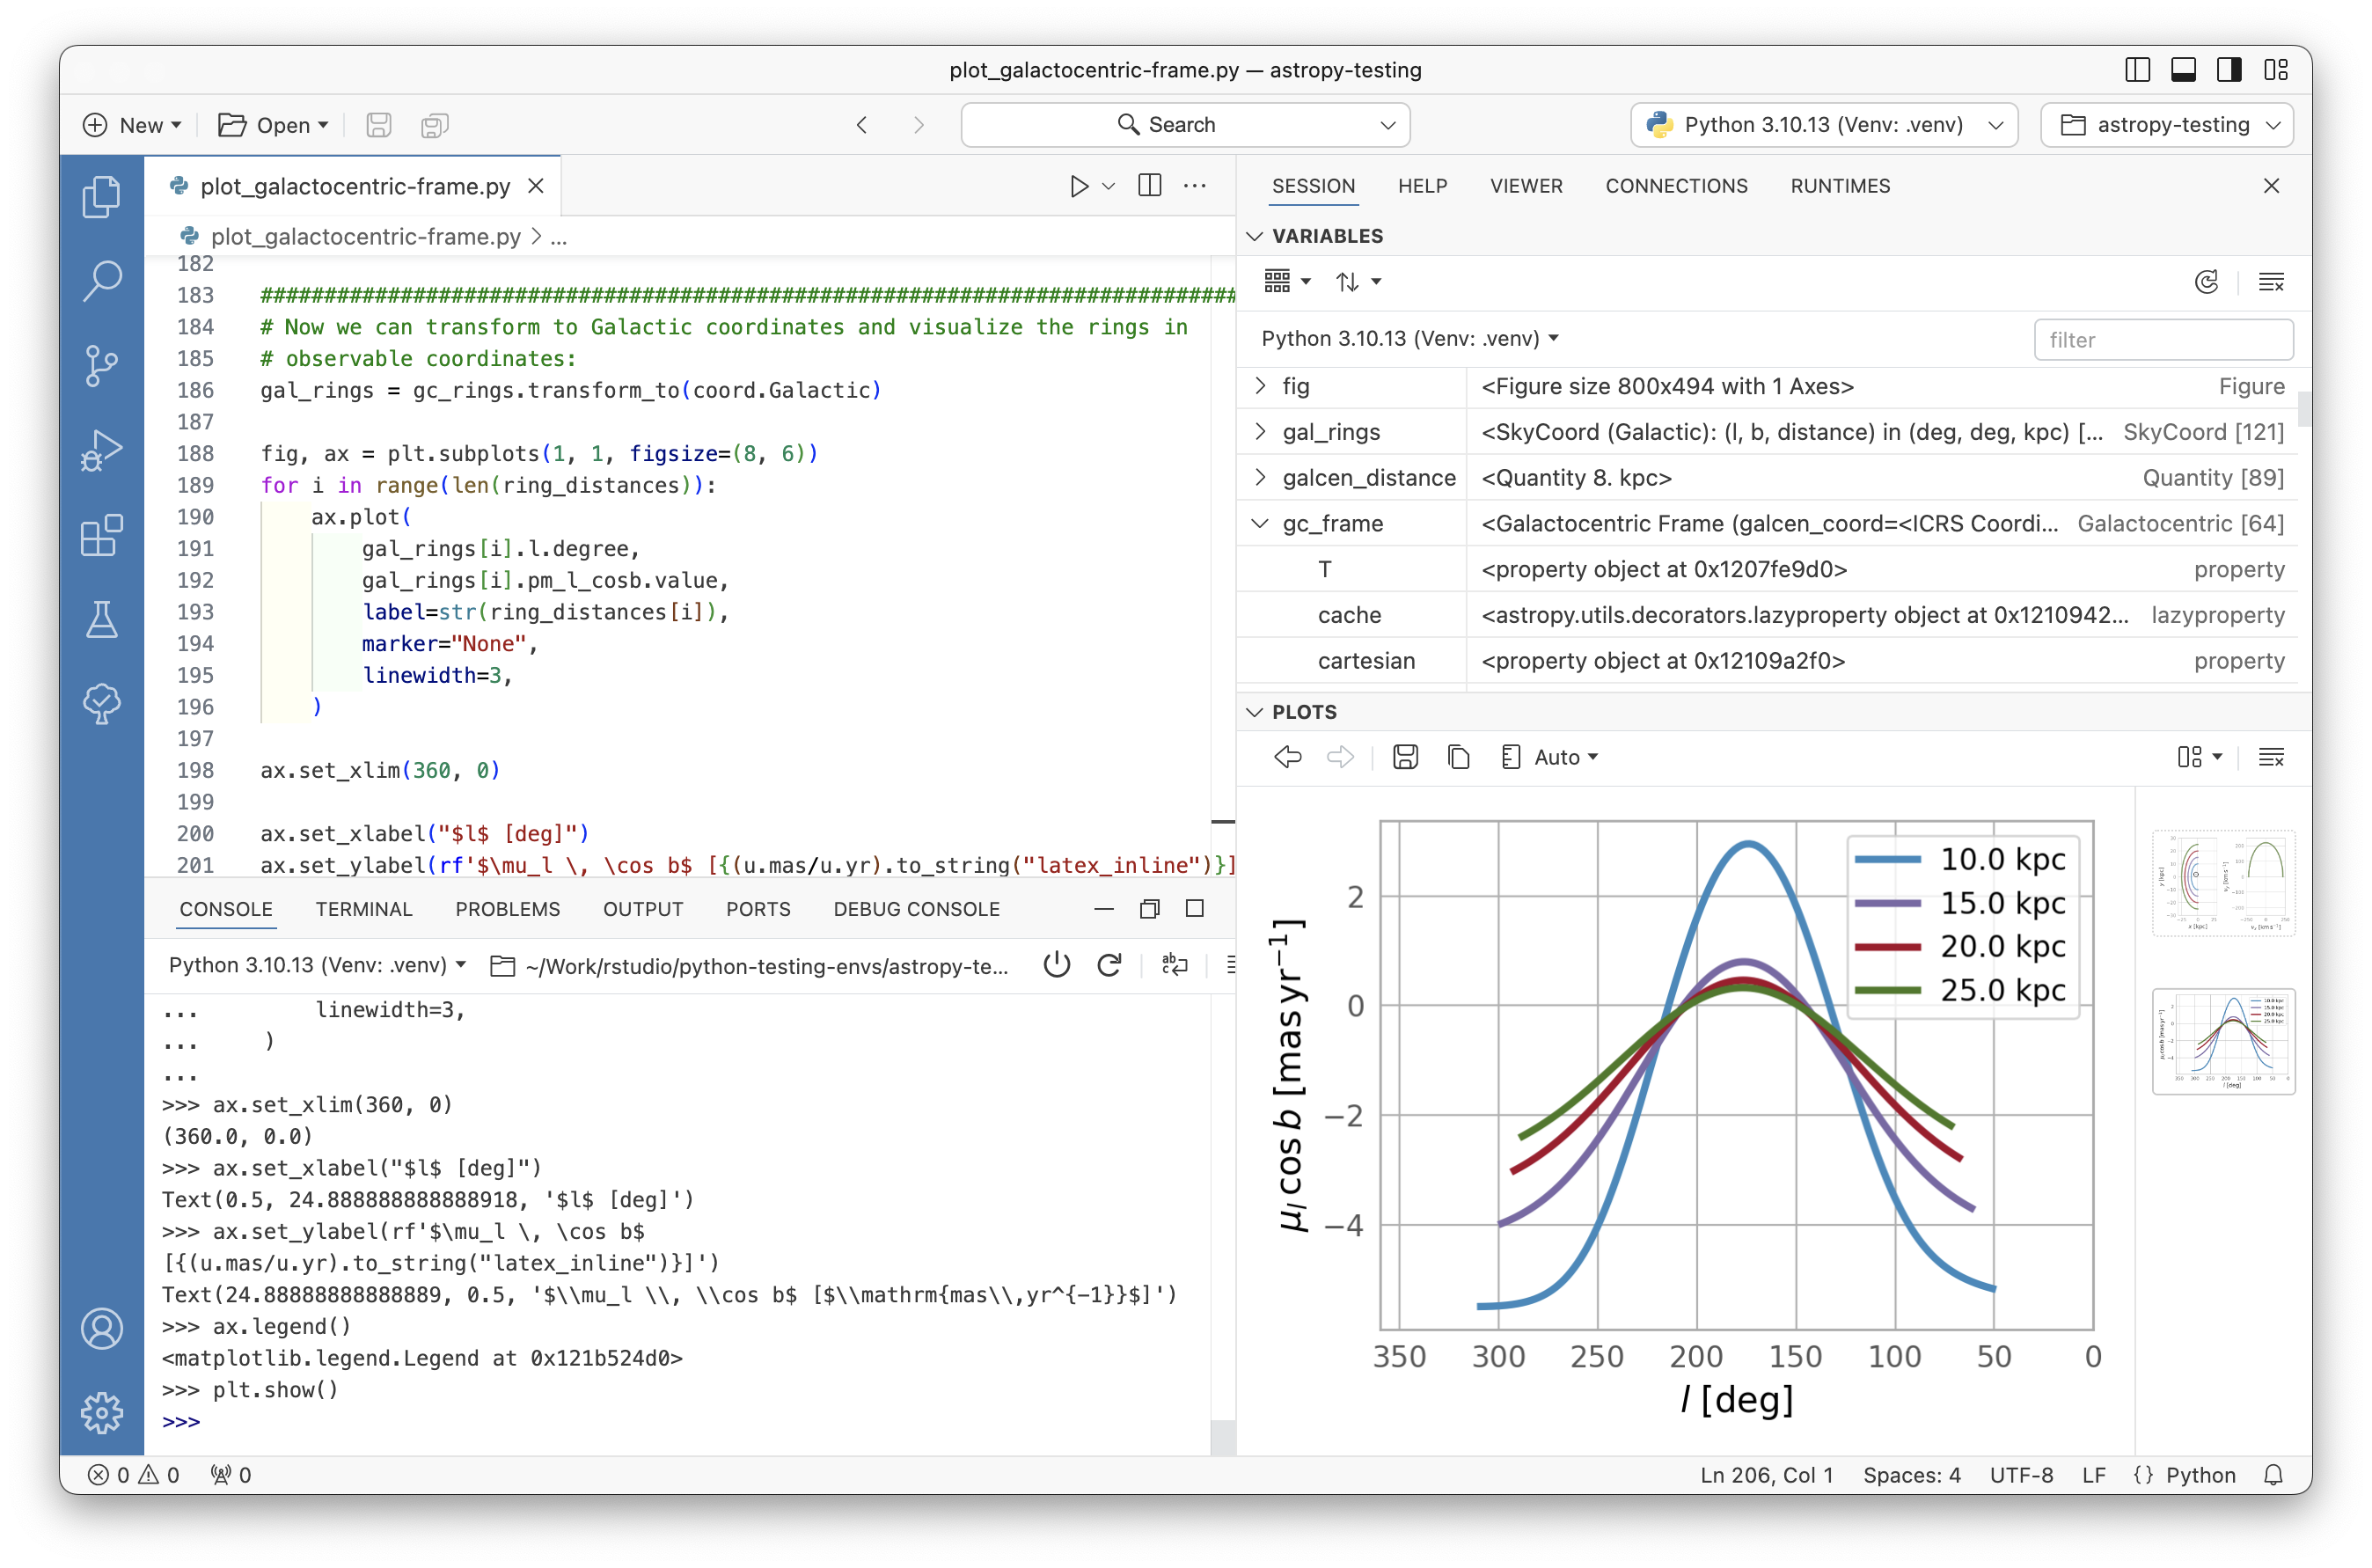 plot_galactocentric-frame.py — astropy-testing
New
Open
Search
Python 3.10.13 (Venv: .venv)
astropy-testing
plot_galactocentric-frame.py
plot_galactocentric-frame.py > ...
182
183 #############################################################################
184 # Now we can transform to Galactic coordinates and visualize the rings in
185 # observable coordinates:
186 gal_rings = gc_rings.transform_to(coord.Galactic)
187
188 fig, ax = plt.subplots(1, 1, figsize=(8, 6))
189 for i in range(len(ring_distances)):
190     ax.plot(
191         gal_rings[i].l.degree,
192         gal_rings[i].pm_l_cosb.value,
193         label=str(ring_distances[i]),
194         marker="None",
195         linewidth=3,
196     )
197
198 ax.set_xlim(360, 0)
199
200 ax.set_xlabel("$l$ [deg]")
201 ax.set_ylabel(rf'$\mu_l \, \cos b$ [{(u.mas/u.yr).to_string("latex_inline")}]
CONSOLE TERMINAL PROBLEMS OUTPUT PORTS DEBUG CONSOLE
Python 3.10.13 (Venv: .venv) ~/Work/rstudio/python-testing-envs/astropy-te...
...         linewidth=3,
...     )
...
>>> ax.set_xlim(360, 0)
(360.0, 0.0)
>>> ax.set_xlabel("$l$ [deg]")
Text(0.5, 24.888888888888918, '$l$ [deg]')
>>> ax.set_ylabel(rf'$\mu_l \, \cos b$
[{(u.mas/u.yr).to_string("latex_inline")}]')
Text(24.88888888888889, 0.5, '$\\mu_l \\, \\cos b$ [$\\mathrm{mas\\,yr^{-1}}$]')
>>> ax.legend()
<matplotlib.legend.Legend at 0x121b524d0>
>>> plt.show()
>>>
SESSION HELP VIEWER CONNECTIONS RUNTIMES
VARIABLES
Python 3.10.13 (Venv: .venv)
filter
fig <Figure size 800x494 with 1 Axes> Figure
gal_rings <SkyCoord (Galactic): (l, b, distance) in (deg, deg, kpc) [... SkyCoord [121]
galcen_distance <Quantity 8. kpc> Quantity [89]
gc_frame <Galactocentric Frame (galcen_coord=<ICRS Coordi... Galactocentric [64]
T <property object at 0x1207fe9d0> property
cache <astropy.utils.decorators.lazyproperty object at 0x1210942... lazyproperty
cartesian <property object at 0x12109a2f0> property
PLOTS
Auto
10.0 kpc
15.0 kpc
20.0 kpc
25.0 kpc
2
0
−2
−4
μl cos b [mas yr⁻¹]
350 300 250 200 150 100 50 0
l [deg]
0 0 0
Ln 206, Col 1 Spaces: 4 UTF-8 LF {} Python